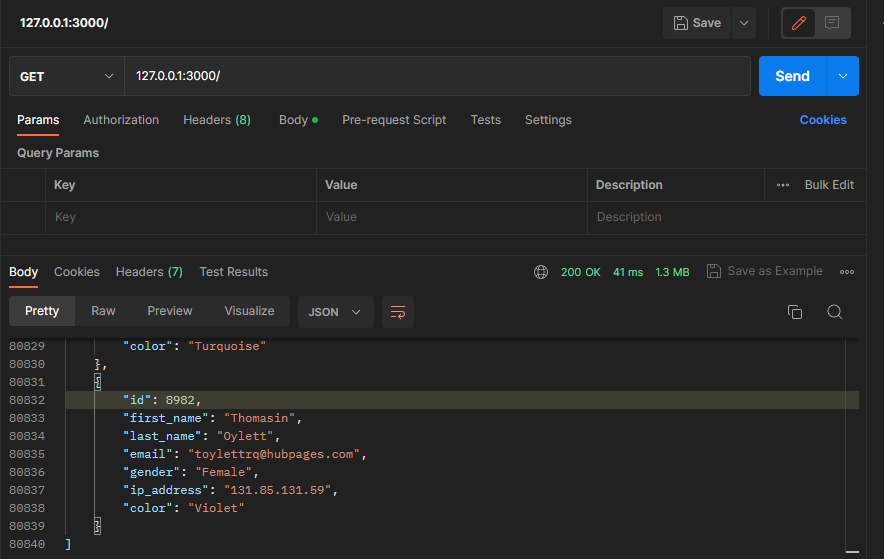 127.0.0.1:3000/ Save
GET 127.0.0.1:3000/ Send
Params Authorization Headers (8) Body Pre-request Script Tests Settings Cookies
Query Params
Key Value Description ••• Bulk Edit
Key Value Description
Body Cookies Headers (7) Test Results 200 OK 41 ms 1.3 MB Save as Example
Pretty Raw Preview Visualize JSON
80829 "color": "Turquoise"
80830 },
80831 {
80832 "id": 8982,
80833 "first_name": "Thomasin",
80834 "last_name": "Oylett",
80835 "email": "toylettrq@hubpages.com",
80836 "gender": "Female",
80837 "ip_address": "131.85.131.59",
80838 "color": "Violet"
80839 }
80840 ]